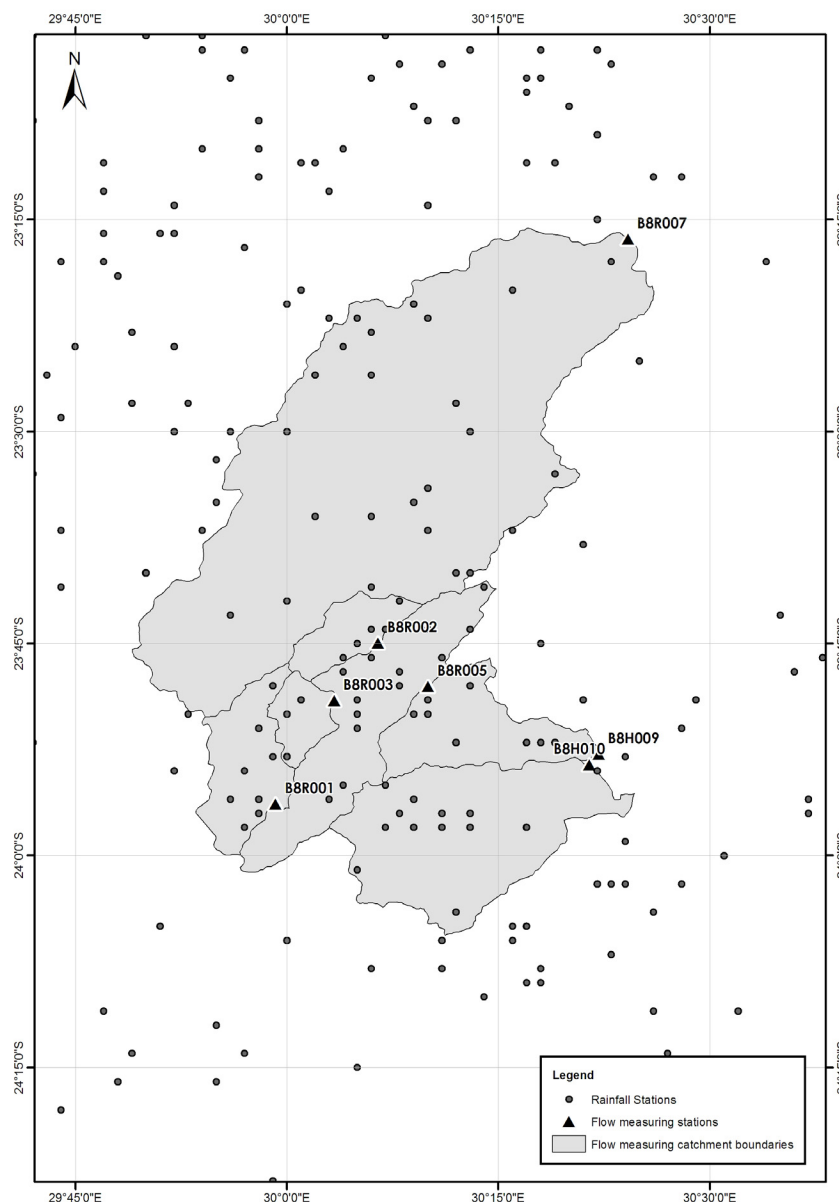 29°45'0"E 30°0'0"E 30°15'0"E 30°30'0"E
N
23°15'0"S
B8R007
23°30'0"S
23°45'0"S
B8R002
B8R005
B8R003
B8H009
B8H010
B8R001
24°0'0"S
24°15'0"S
Legend
Rainfall Stations
Flow measuring stations
Flow measuring catchment boundaries
29°45'0"E 30°0'0"E 30°15'0"E 30°30'0"E